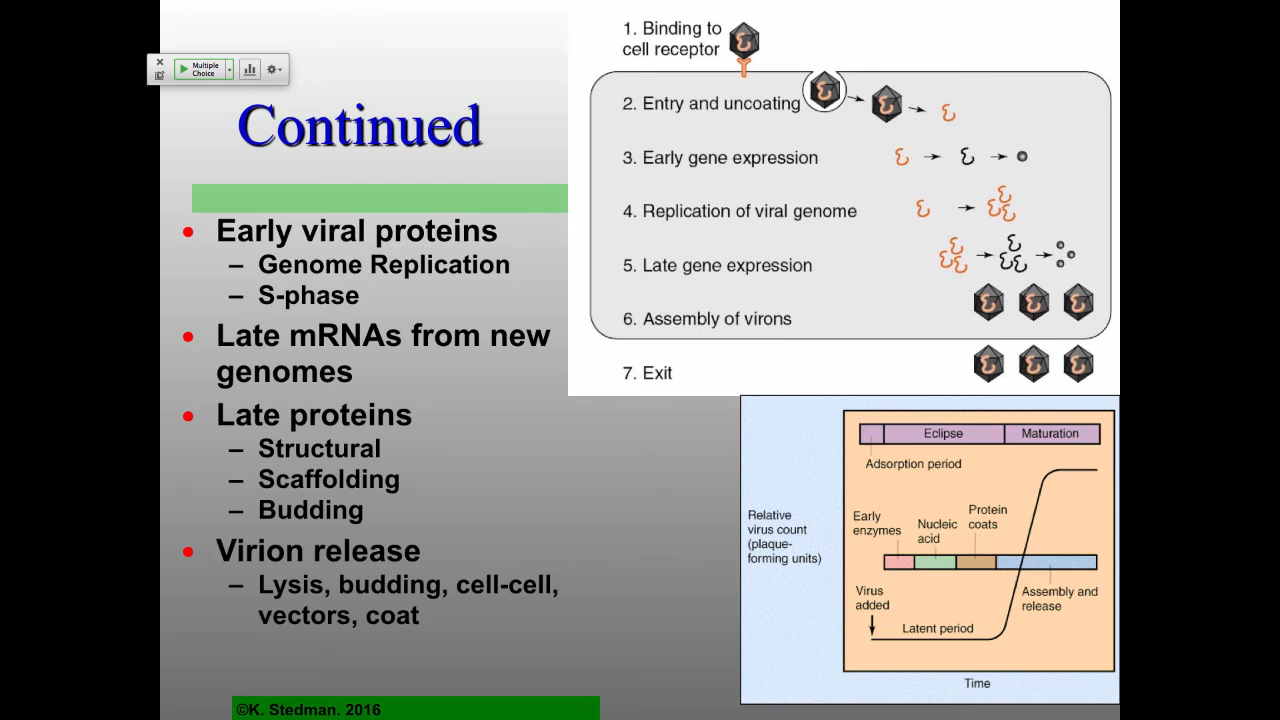 Multiple
Choice
Continued
• Early viral proteins
– Genome Replication
– S-phase
• Late mRNAs from new
genomes
• Late proteins
– Structural
– Scaffolding
– Budding
• Virion release
– Lysis, budding, cell-cell,
vectors, coat
©K. Stedman. 2016
1. Binding to
cell receptor
2. Entry and uncoating
3. Early gene expression
4. Replication of viral genome
5. Late gene expression
6. Assembly of virons
7. Exit
Eclipse
Maturation
Adsorption period
Relative
virus count
(plaque-
forming units)
Early
enzymes
Nucleic
acid
Protein
coats
Virus
added
Assembly and
release
Latent period
Time